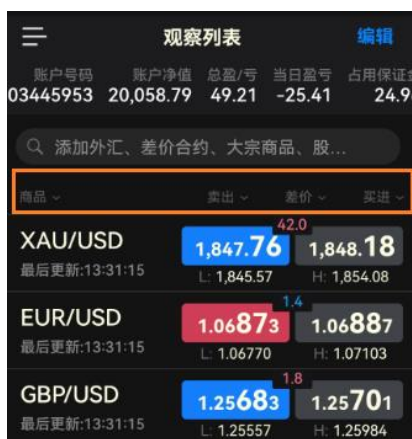 观察列表 编辑
账户号码 账户净值 总盈/亏 当日盈亏 占用保证金
03445953 20,058.79 49.21 -25.41 24.9
添加外汇、差价合约、大宗商品、股...
商品 卖出 差价 买进
42.0
XAU/USD 1,847.76 1,848.18
最后更新:13:31:15 L: 1,845.57 H: 1,854.08
1.4
EUR/USD 1.06873 1.06887
最后更新:13:31:15 L: 1.06770 H: 1.07103
1.8
GBP/USD 1.25683 1.25701
最后更新:13:31:15 L: 1.25557 H: 1.25984